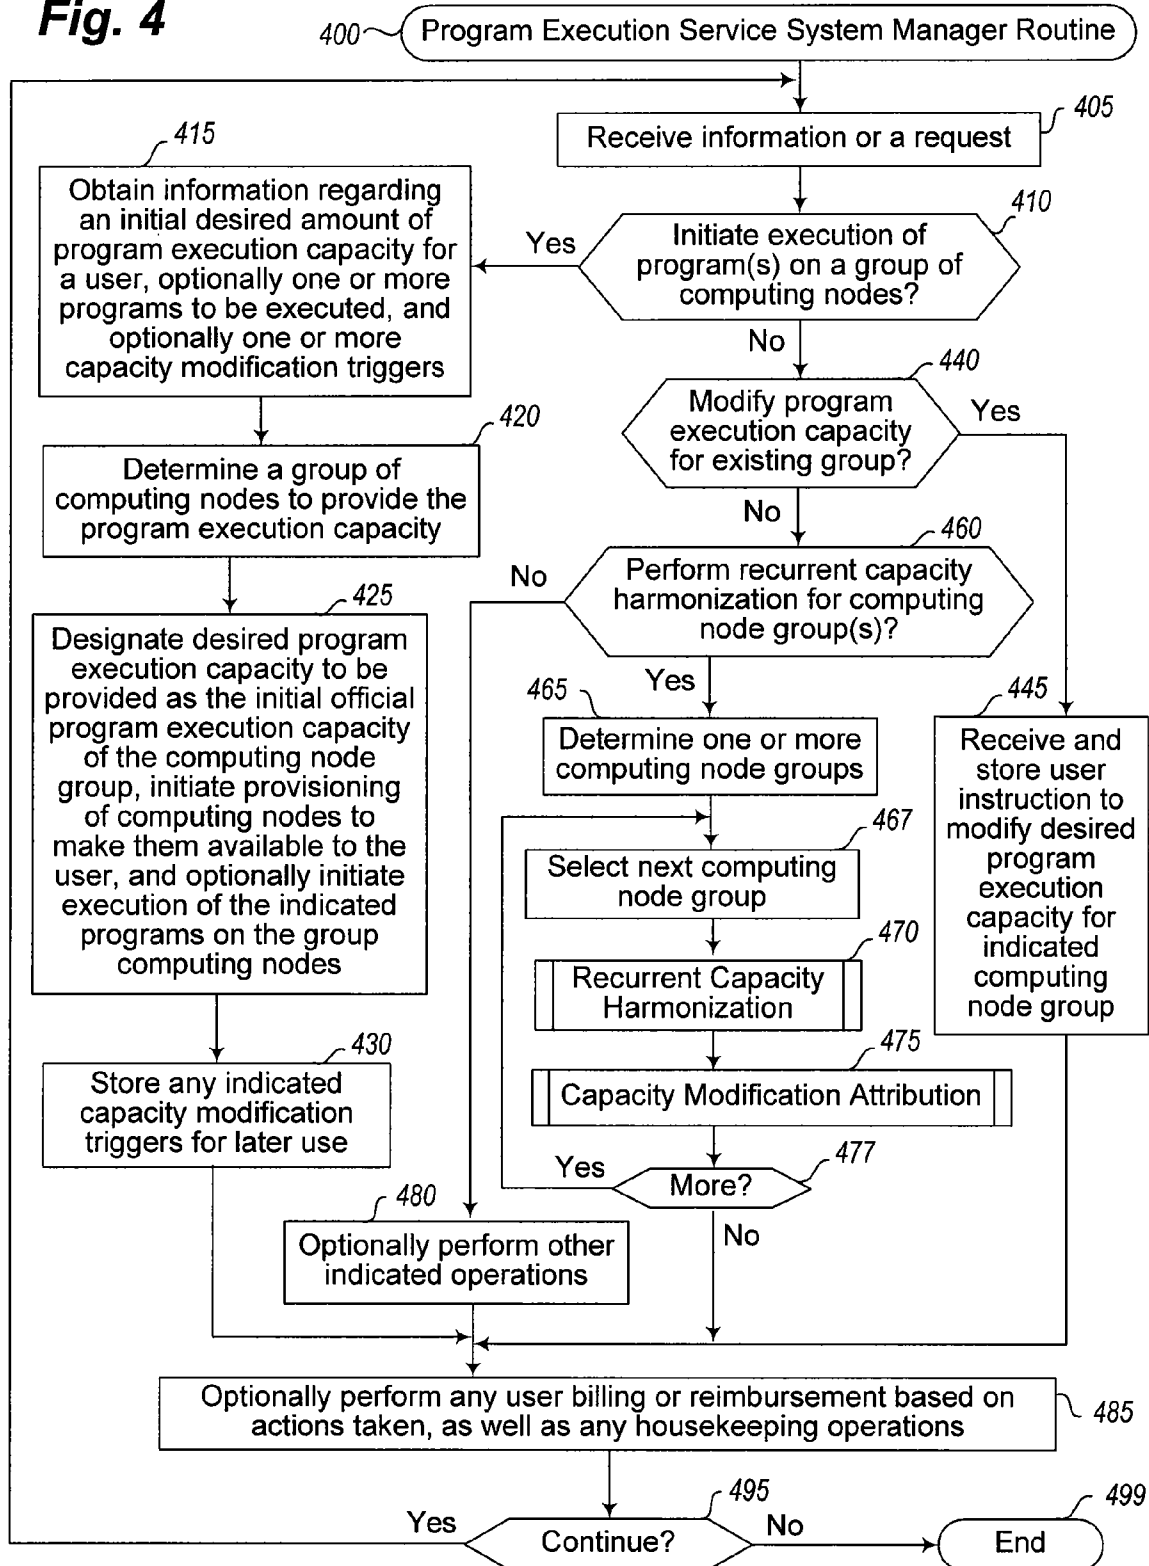 Fig. 4
400
Program Execution Service System Manager Routine
405
Receive information or a request
410
Initiate execution of
program(s) on a group of
computing nodes?
Yes
No
415
Obtain information regarding
an initial desired amount of
program execution capacity for
a user, optionally one or more
programs to be executed, and
optionally one or more
capacity modification triggers
420
Determine a group of
computing nodes to provide the
program execution capacity
425
Designate desired program
execution capacity to be
provided as the initial official
program execution capacity
of the computing node
group, initiate provisioning
of computing nodes to
make them available to the
user, and optionally initiate
execution of the indicated
programs on the group
computing nodes
430
Store any indicated
capacity modification
triggers for later use
440
Modify program
execution capacity
for existing group?
Yes
No
445
Receive and
store user
instruction to
modify desired
program
execution
capacity for
indicated
computing
node group
460
Perform recurrent capacity
harmonization for computing
node group(s)?
No
Yes
465
Determine one or more
computing node groups
467
Select next computing
node group
470
Recurrent Capacity
Harmonization
475
Capacity Modification Attribution
477
More?
Yes
No
480
Optionally perform other
indicated operations
485
Optionally perform any user billing or reimbursement based on
actions taken, as well as any housekeeping operations
495
Continue?
Yes
No
499
End